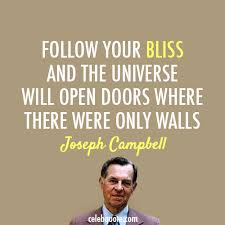 FOLLOW YOUR BLISS
AND THE UNIVERSE
WILL OPEN DOORS WHERE
THERE WERE ONLY WALLS
Joseph Campbell
celebquote.com